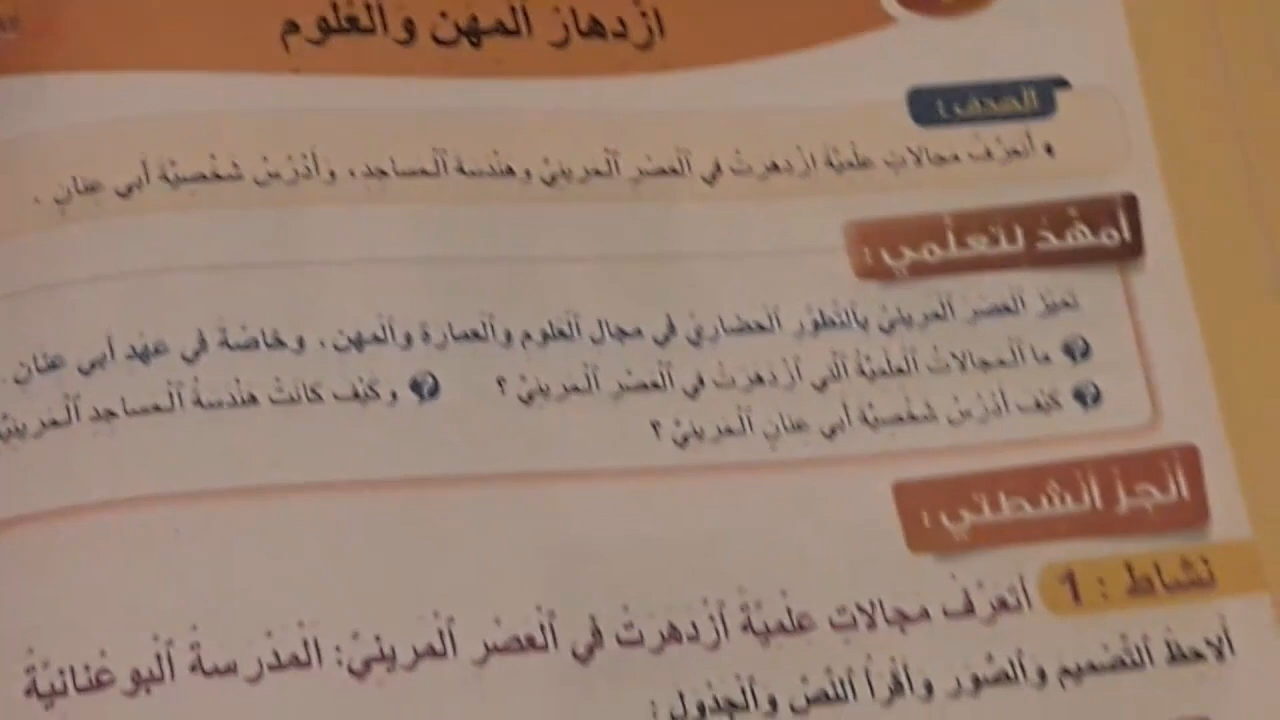 ازدهار المهن والعلوم
الهدف :
• أتعرف مجالات علمية ازدهرت في العصر المريني وهندسة المساجد، وأدرس شخصية أبي عنان .
أمهد لتعلمي :
تميز العصر المريني بالتطور الحضاري في مجال العلوم والعمارة والمهن، وخاصة في عهد أبي عنان .
ما المجالات العلمية التي ازدهرت في العصر المريني ؟ وكيف كانت هندسة المساجد المرينية
كيف أدرس شخصية أبي عنان المريني ؟
أنجز أنشطتي :
نشاط : 1 أتعرف مجالات علمية ازدهرت في العصر المريني: المدرسة البوعنانية
ألاحظ التصميم والصور وأقرأ النص والجدول :